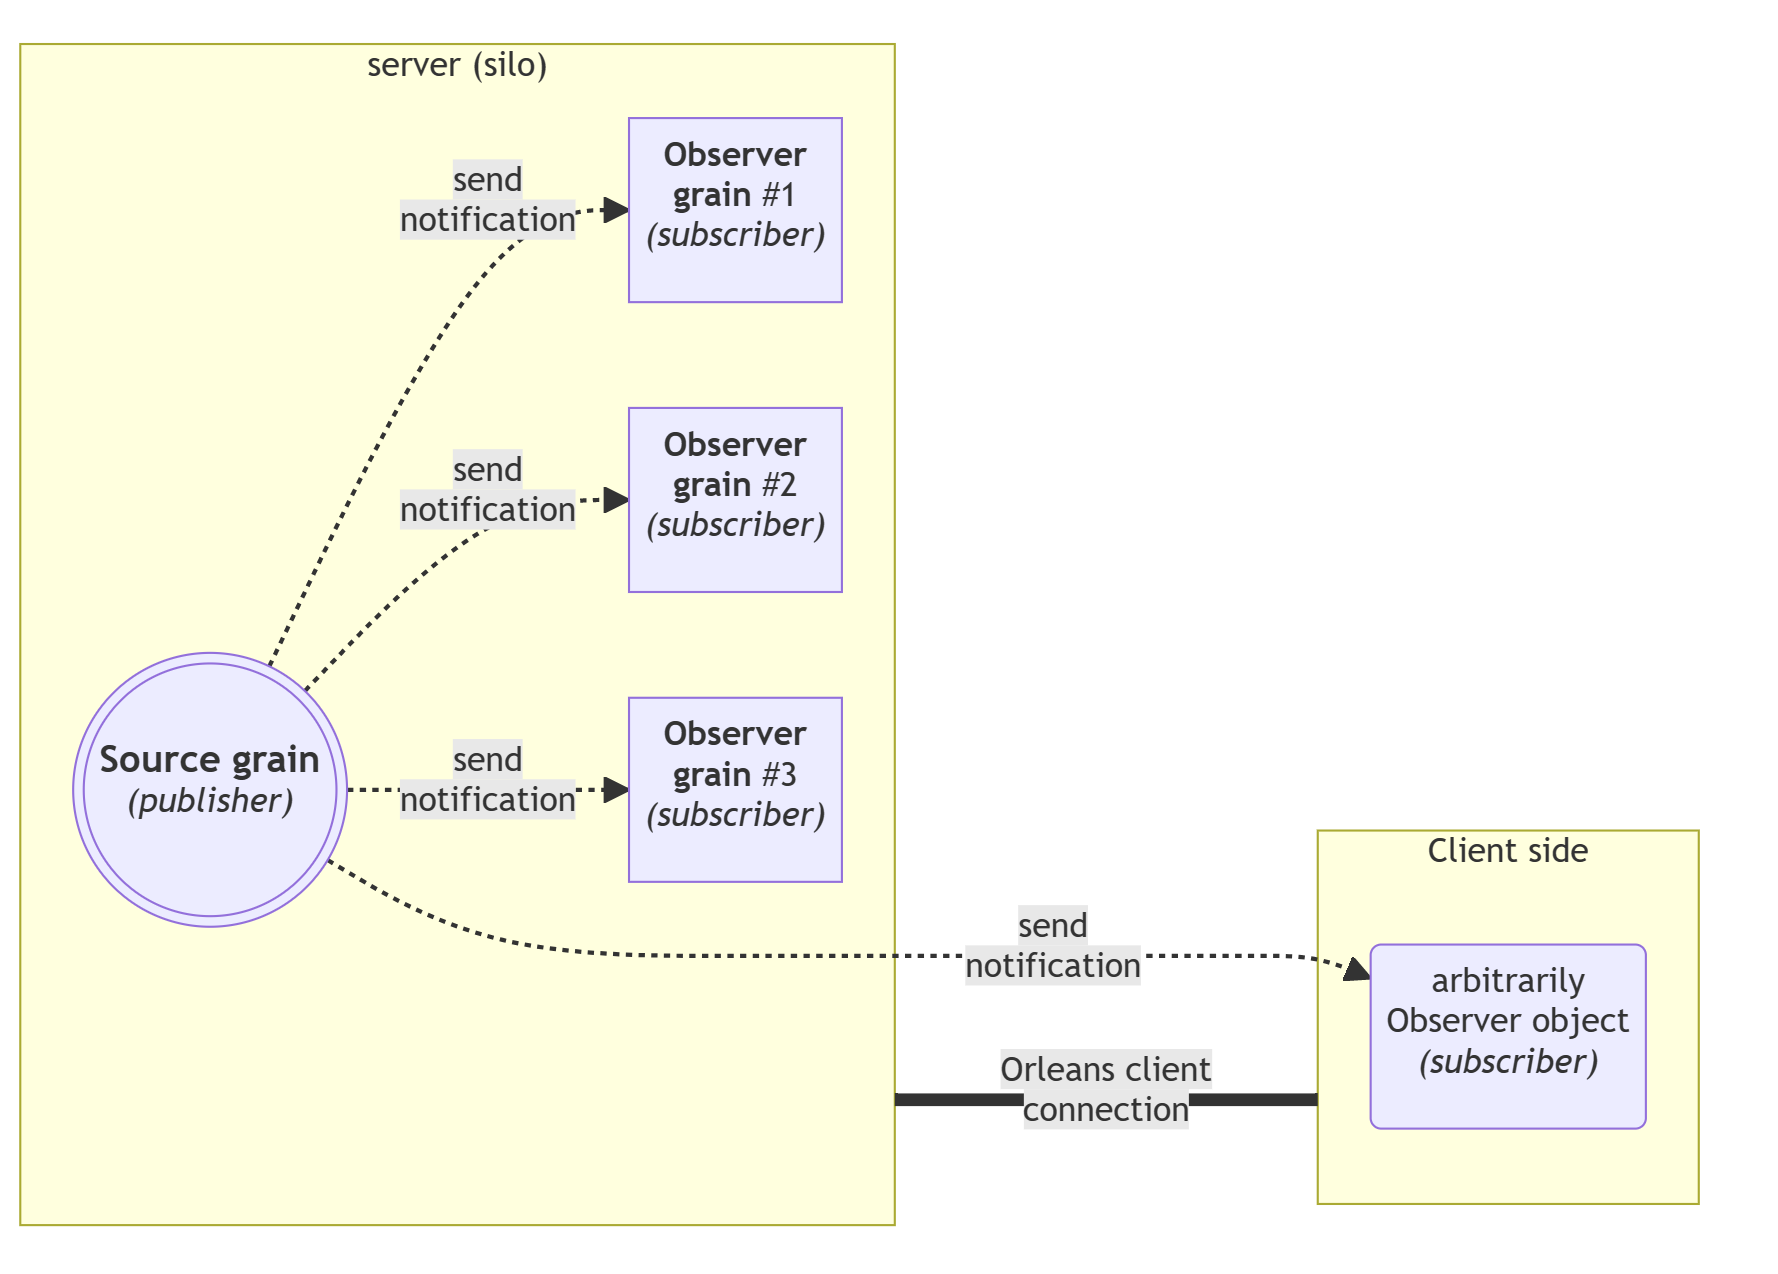 server (silo)
send
notification
Observer
grain #1
(subscriber)
send
notification
Observer
grain #2
(subscriber)
Source grain
(publisher)
send
notification
Observer
grain #3
(subscriber)
Client side
send
notification
arbitrarily
Observer object
(subscriber)
Orleans client
connection